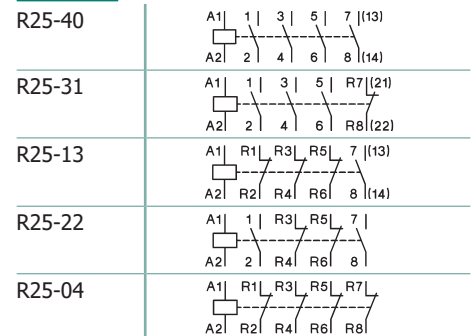 R25-40
A1 1 3 5 7 (13)
A2 2 4 6 8 (14)
R25-31
A1 1 3 5 R7 (21)
A2 2 4 6 R8 (22)
R25-13
A1 R1 R3 R5 7 (13)
A2 R2 R4 R6 8 (14)
R25-22
A1 1 R3 R5 7
A2 2 R4 R6 8
R25-04
A1 R1 R3 R5 R7
A2 R2 R4 R6 R8